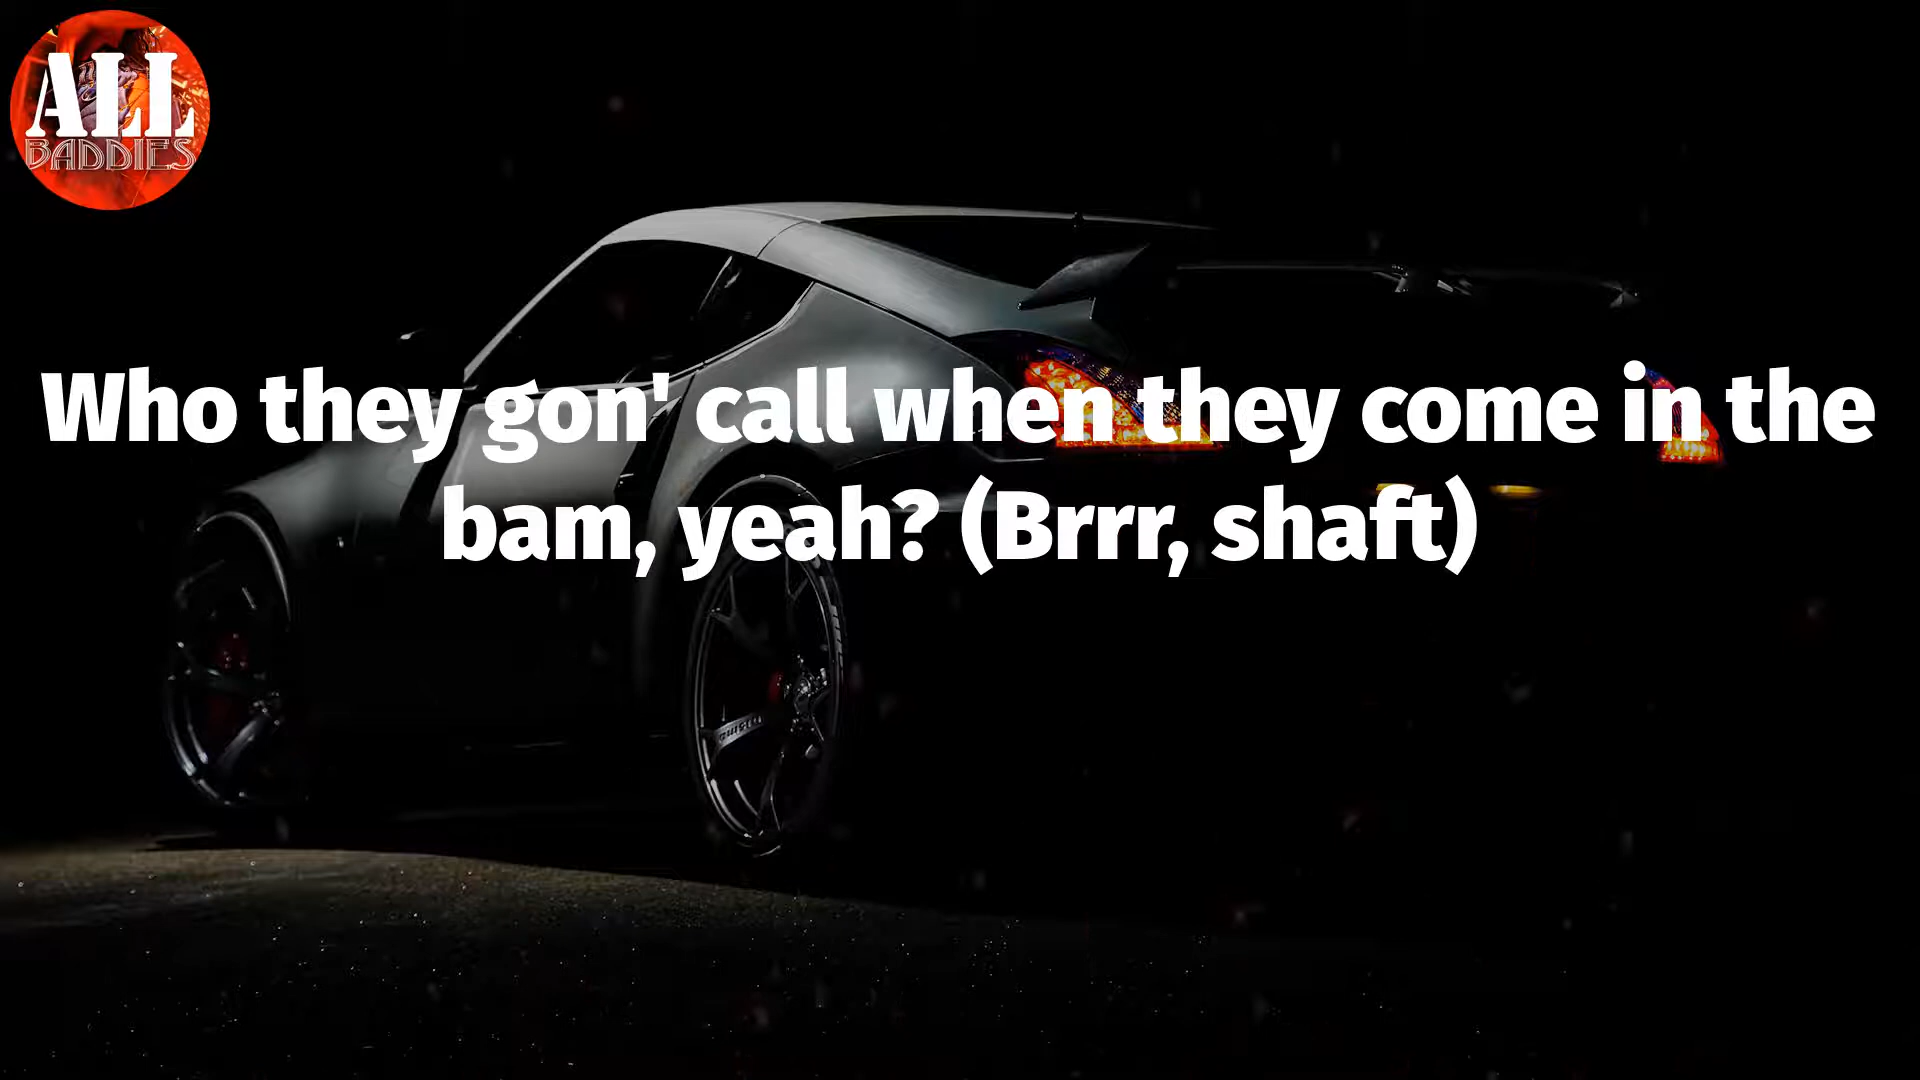 ALL
BADDIES
Who they gon' call when they come in the
bam, yeah? (Brrr, shaft)